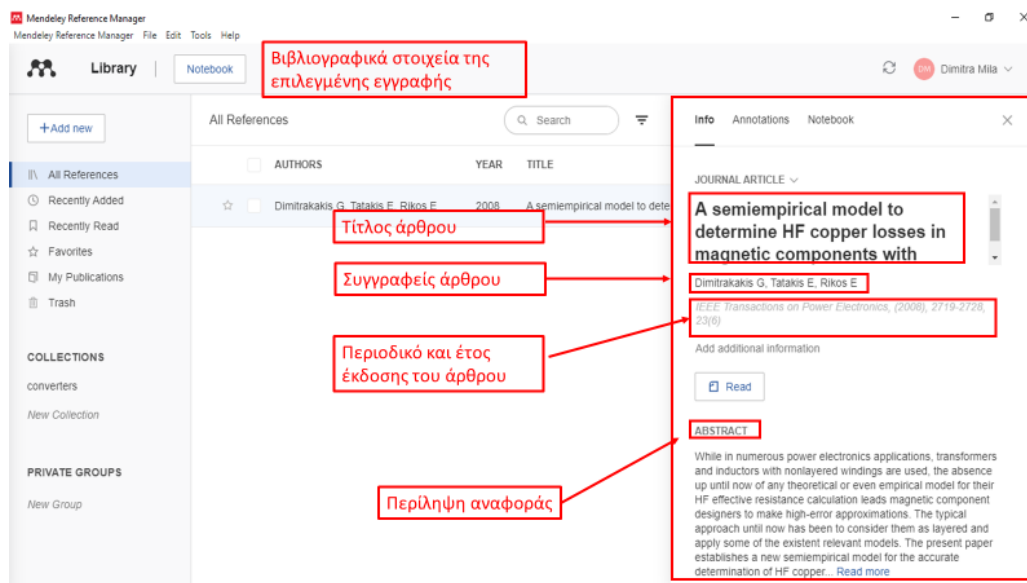 Mendeley Reference Manager
Mendeley Reference Manager File Edit Tools Help
Library
Notebook
Βιβλιογραφικά στοιχεία της
επιλεγμένης εγγραφής
DM
Dimitra Mila
+Add new
All References
Recently Added
Recently Read
Favorites
My Publications
Trash
COLLECTIONS
converters
New Collection
PRIVATE GROUPS
New Group
All References
Search
AUTHORS YEAR TITLE
Dimitrakakis G, Tatakis E, Rikos E 2008 A semiempirical model to dete
Τίτλος άρθρου
Συγγραφείς άρθρου
Περιοδικό και έτος
έκδοσης του άρθρου
Περίληψη αναφοράς
Info Annotations Notebook
JOURNAL ARTICLE
A semiempirical model to
determine HF copper losses in
magnetic components with
Dimitrakakis G, Tatakis E, Rikos E
IEEE Transactions on Power Electronics, (2008), 2719-2728,
23(6)
Add additional information
Read
ABSTRACT
While in numerous power electronics applications, transformers
and inductors with nonlayered windings are used, the absence
up until now of any theoretical or even empirical model for their
HF effective resistance calculation leads magnetic component
designers to make high-error approximations. The typical
approach until now has been to consider them as layered and
apply some of the existent relevant models. The present paper
establishes a new semiempirical model for the accurate
determination of HF copper... Read more